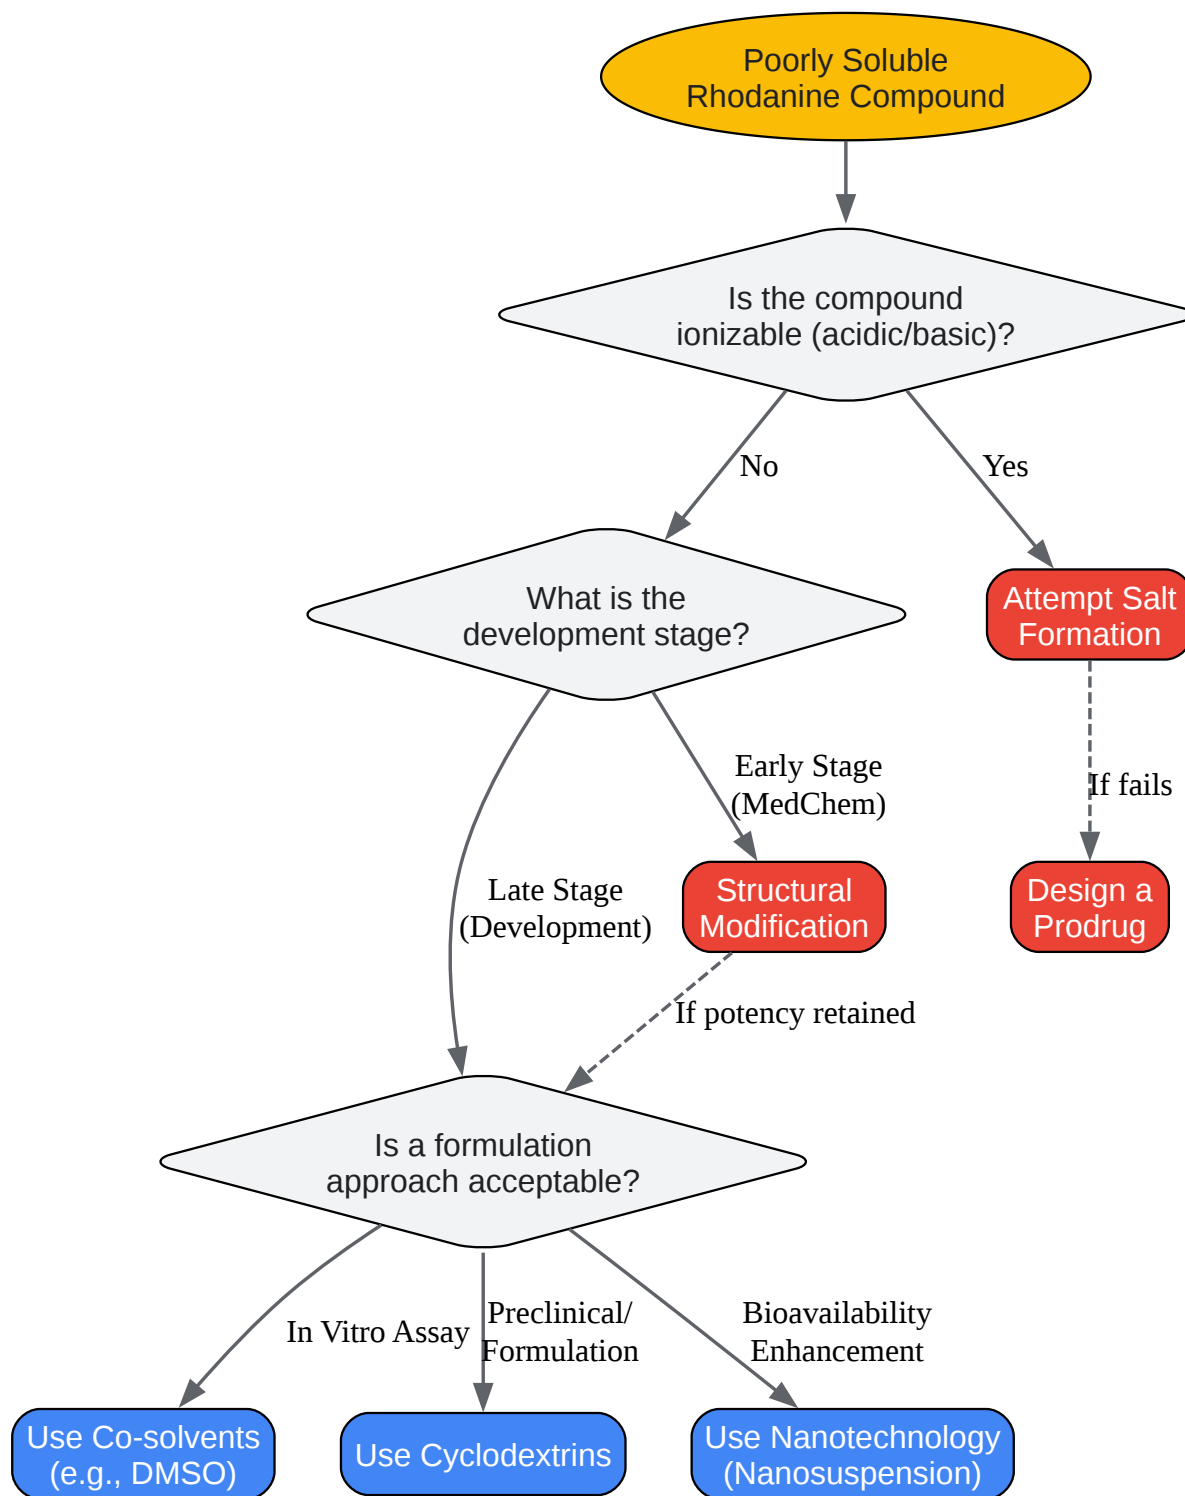 Poorly Soluble
Rhodanine Compound
Is the compound
ionizable (acidic/basic)?
No
Yes
What is the
development stage?
Attempt Salt
Formation
Early Stage
(MedChem)
If fails
Late Stage
(Development)
Structural
Modification
Design a
Prodrug
If potency retained
Is a formulation
approach acceptable?
In Vitro Assay
Preclinical/
Formulation
Bioavailability
Enhancement
Use Co-solvents
(e.g., DMSO)
Use Cyclodextrins
Use Nanotechnology
(Nanosuspension)